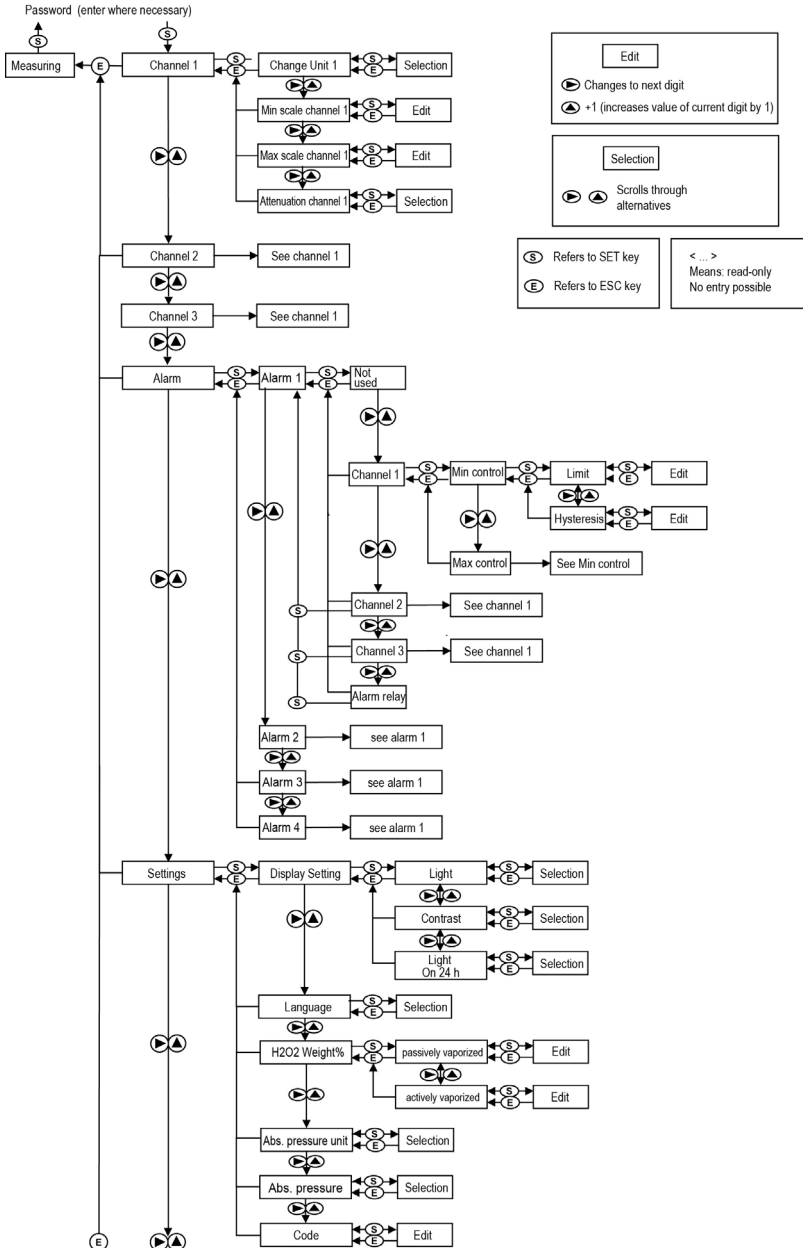 Password (enter where necessary)
S
S
Measuring
E
Channel 1
S
E
Change Unit 1
S
E
Selection
Min scale channel 1
S
E
Edit
Max scale channel 1
S
E
Edit
Attenuation channel 1
S
E
Selection
Channel 2
See channel 1
Channel 3
See channel 1
Alarm
S
E
Alarm 1
S
E
Not
used
Channel 1
S
E
Min control
S
E
Limit
S
E
Edit
Hysteresis
S
E
Edit
Max control
See Min control
S
Channel 2
See channel 1
S
Channel 3
See channel 1
S
Alarm relay
Alarm 2
see alarm 1
Alarm 3
see alarm 1
Alarm 4
see alarm 1
Settings
S
E
Display Setting
S
E
Light
S
E
Selection
Contrast
S
E
Selection
Light
On 24 h
S
E
Selection
Language
S
E
Selection
H2O2 Weight%
S
E
passively vaporized
S
E
Edit
actively vaporized
S
E
Edit
Abs. pressure unit
S
E
Selection
Abs. pressure
S
E
Selection
Code
S
E
Edit
E
Edit
Changes to next digit
+1 (increases value of current digit by 1)
Selection
Scrolls through
alternatives
S Refers to SET key
E Refers to ESC key
< ... >
Means: read-only
No entry possible